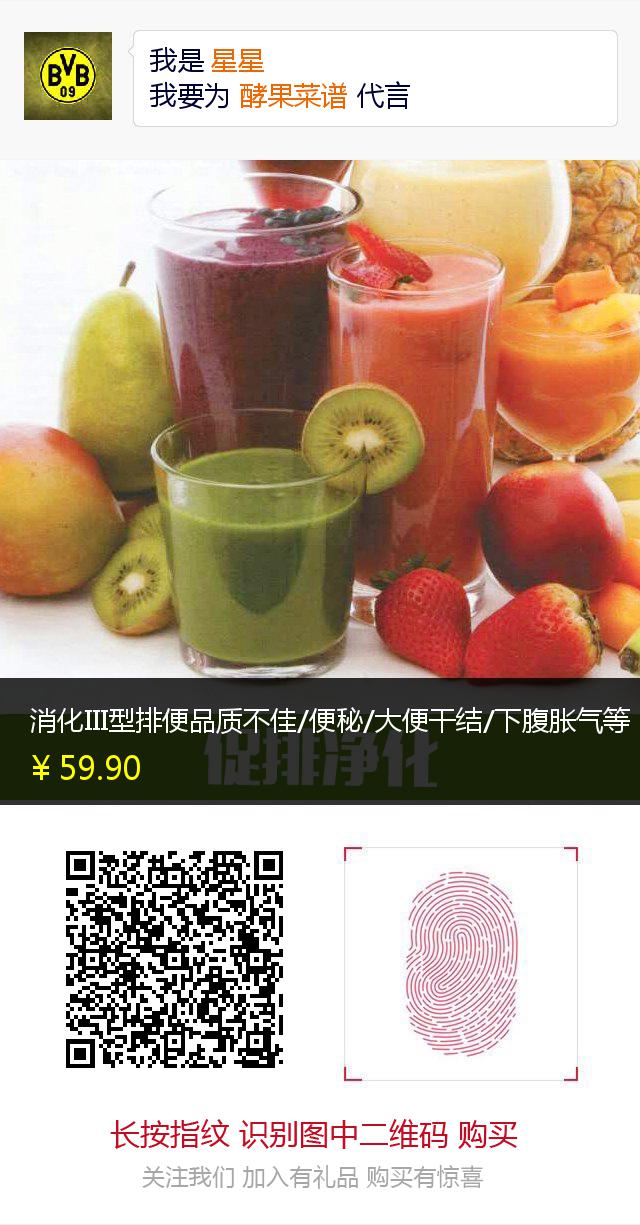 BVB
09
我是 星星
我要为 酵果菜谱 代言
消化III型排便品质不佳/便秘/大便干结/下腹胀气等
促排净化
¥ 59.90
长按指纹 识别图中二维码 购买
关注我们 加入有礼品 购买有惊喜